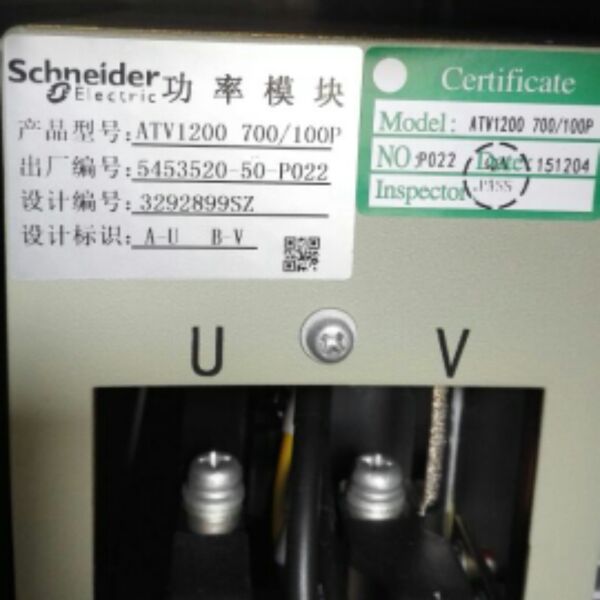 Schneider Electric 功率模块
产品型号: ATV1200 700/100P
出厂编号: 5453520-50-P022
设计编号: 3292899SZ
设计标识: A-U B-V
Certificate
Model: ATV1200 700/100P
NO: P022 Date 151204
Inspector PASS
U V